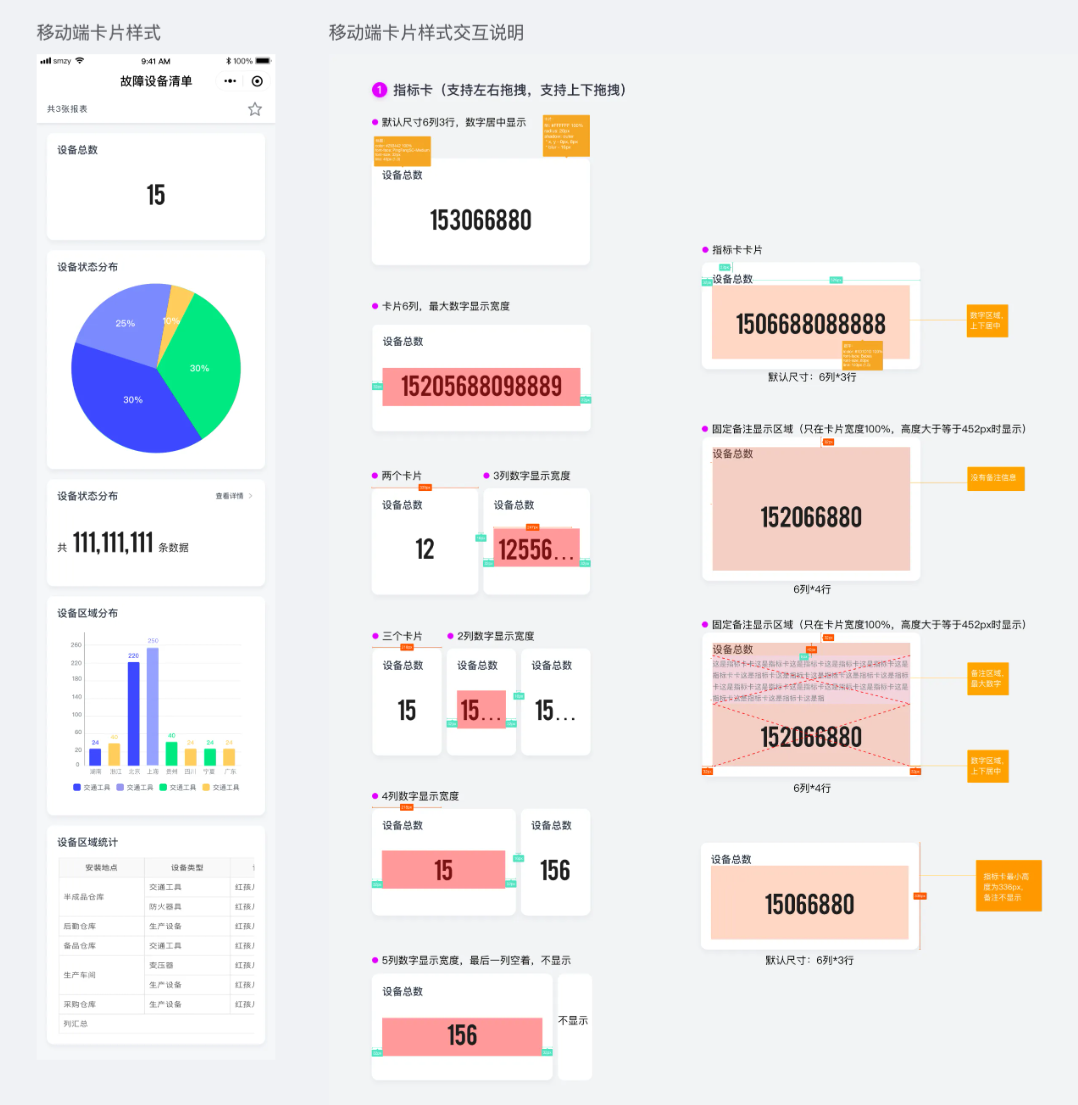 移动端卡片样式
smzy
9:41 AM
100%
故障设备清单
共3张报表
设备总数
15
设备状态分布
25%
10%
30%
30%
设备状态分布
查看详情
共 111,111,111 条数据
设备区域分布
260
220
180
140
100
60
20
0
24
40
220
250
40
34
34
34
湖南
浙江
北京
上海
贵州
四川
宁夏
广东
交通工具
交通工具
交通工具
交通工具
设备区域统计
安装地点
设备类型
半成品仓库
交通工具
红孩
防火器具
红孩
后勤仓库
生产设备
红孩
备品仓库
交通工具
红孩
生产车间
变压器
红孩
生产设备
红孩
采购仓库
生产设备
红孩
列汇总
移动端卡片样式交互说明
1 指标卡（支持左右拖拽，支持上下拖拽）
默认尺寸6列3行，数字居中显示
设备总数
153066880
卡片6列，最大数字显示宽度
设备总数
15205688098889
两个卡片
3列数字显示宽度
设备总数
12
设备总数
12556...
三个卡片
2列数字显示宽度
设备总数
15
设备总数
15...
设备总数
15...
4列数字显示宽度
设备总数
15
设备总数
156
5列数字显示宽度，最后一列空着，不显示
设备总数
156
不显示
指标卡卡片
设备总数
1506688088888
数字区域，
上下居中
默认尺寸：6列*3行
固定备注显示区域（只在卡片宽度100%，高度大于等于452px时显示）
设备总数
152066880
没有备注信息
6列*4行
固定备注显示区域（只在卡片宽度100%，高度大于等于452px时显示）
设备总数
这是指标卡卡这是指标卡这是指标卡这是指标卡这是
指标卡卡这是指标卡这是指标卡这是指标卡这是指标
卡这是指标卡这是指标卡这是指标卡这是指标卡这是
指标卡这是指标卡这是指
152066880
备注区域，
最大数字
数字区域，
上下居中
6列*4行
设备总数
15066880
指标卡最小高
度为336px,
备注不显示
默认尺寸：6列*3行